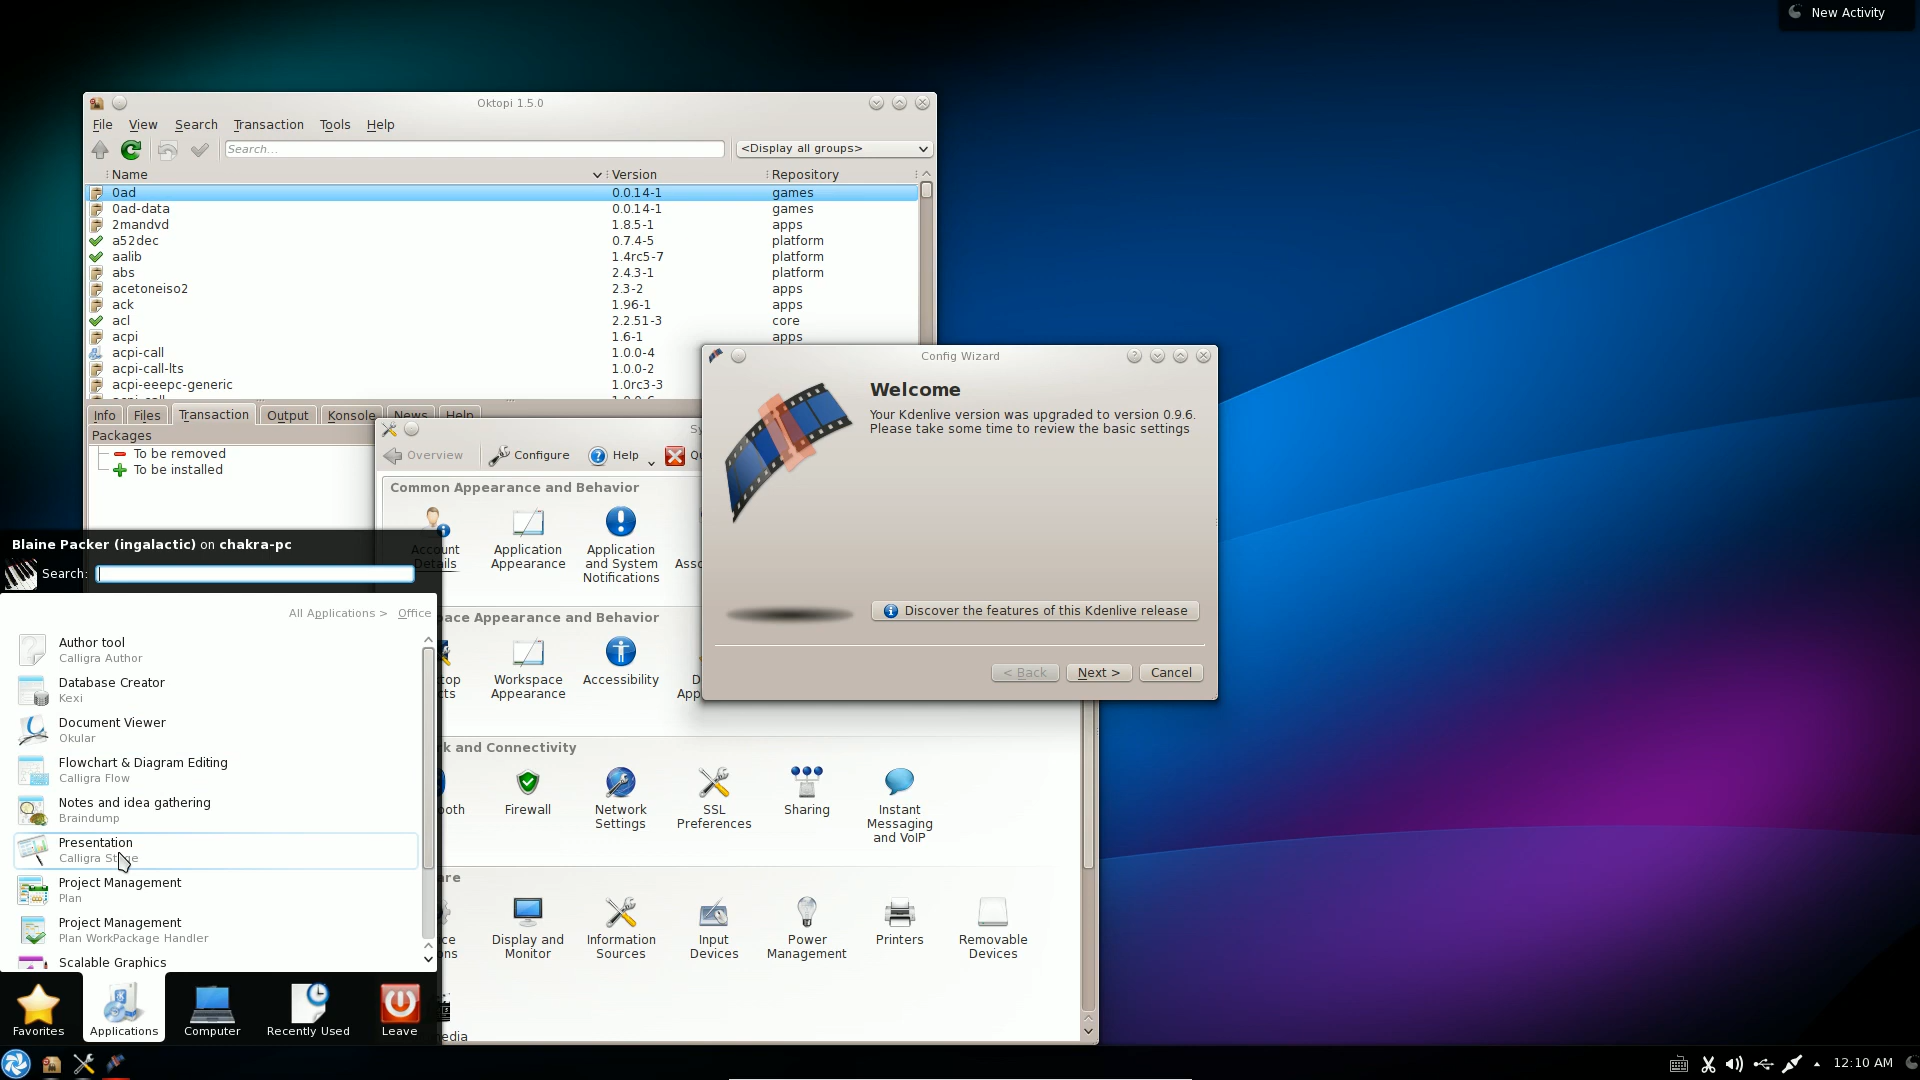 New Activity
Oktopi 1.5.0
File View Search Transaction Tools Help
Search... <Display all groups>
Name Version Repository
0ad 0.0.14-1 games
0ad-data 0.0.14-1 games
2mandvd 1.8.5-1 apps
a52dec 0.7.4-5 platform
aalib 1.4rc5-7 platform
abs 2.4.3-1 platform
acetoneiso2 2.3-2 apps
ack 1.96-1 apps
acl 2.2.51-3 core
acpi 1.6-1 apps
acpi-call 1.0.0-4
acpi-call-lts 1.0.0-2
acpi-eeepc-generic 1.0rc3-3
Info Files Transaction Output Konsole News Help
Packages
To be removed
To be installed
Config Wizard
Welcome
Your Kdenlive version was upgraded to version 0.9.6.
Please take some time to review the basic settings
Discover the features of this Kdenlive release
< Back Next > Cancel
Overview Configure Help
Common Appearance and Behavior
Account Details
Application Appearance
Application and System Notifications
Appearance and Behavior
Workspace Appearance
Accessibility
and Connectivity
Firewall
Network Settings
SSL Preferences
Sharing
Instant Messaging and VoIP
Display and Monitor
Information Sources
Input Devices
Power Management
Printers
Removable Devices
Blaine Packer (ingalactic) on chakra-pc
Search:
All Applications > Office
Author tool
Calligra Author
Database Creator
Kexi
Document Viewer
Okular
Flowchart & Diagram Editing
Calligra Flow
Notes and idea gathering
Braindump
Presentation
Calligra Stage
Project Management
Plan
Project Management
Plan WorkPackage Handler
Scalable Graphics
Favorites Applications Computer Recently Used Leave
12:10 AM